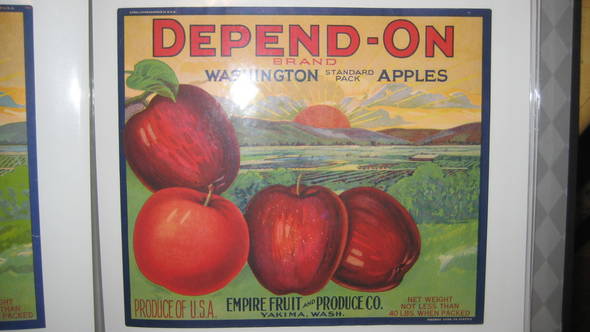 DEPEND-ON
BRAND
WASHINGTON STANDARD PACK APPLES
PRODUCE OF U.S.A.
EMPIRE FRUIT AND PRODUCE CO.
YAKIMA, WASH.
NET WEIGHT
NOT LESS THAN
40 LBS. WHEN PACKED